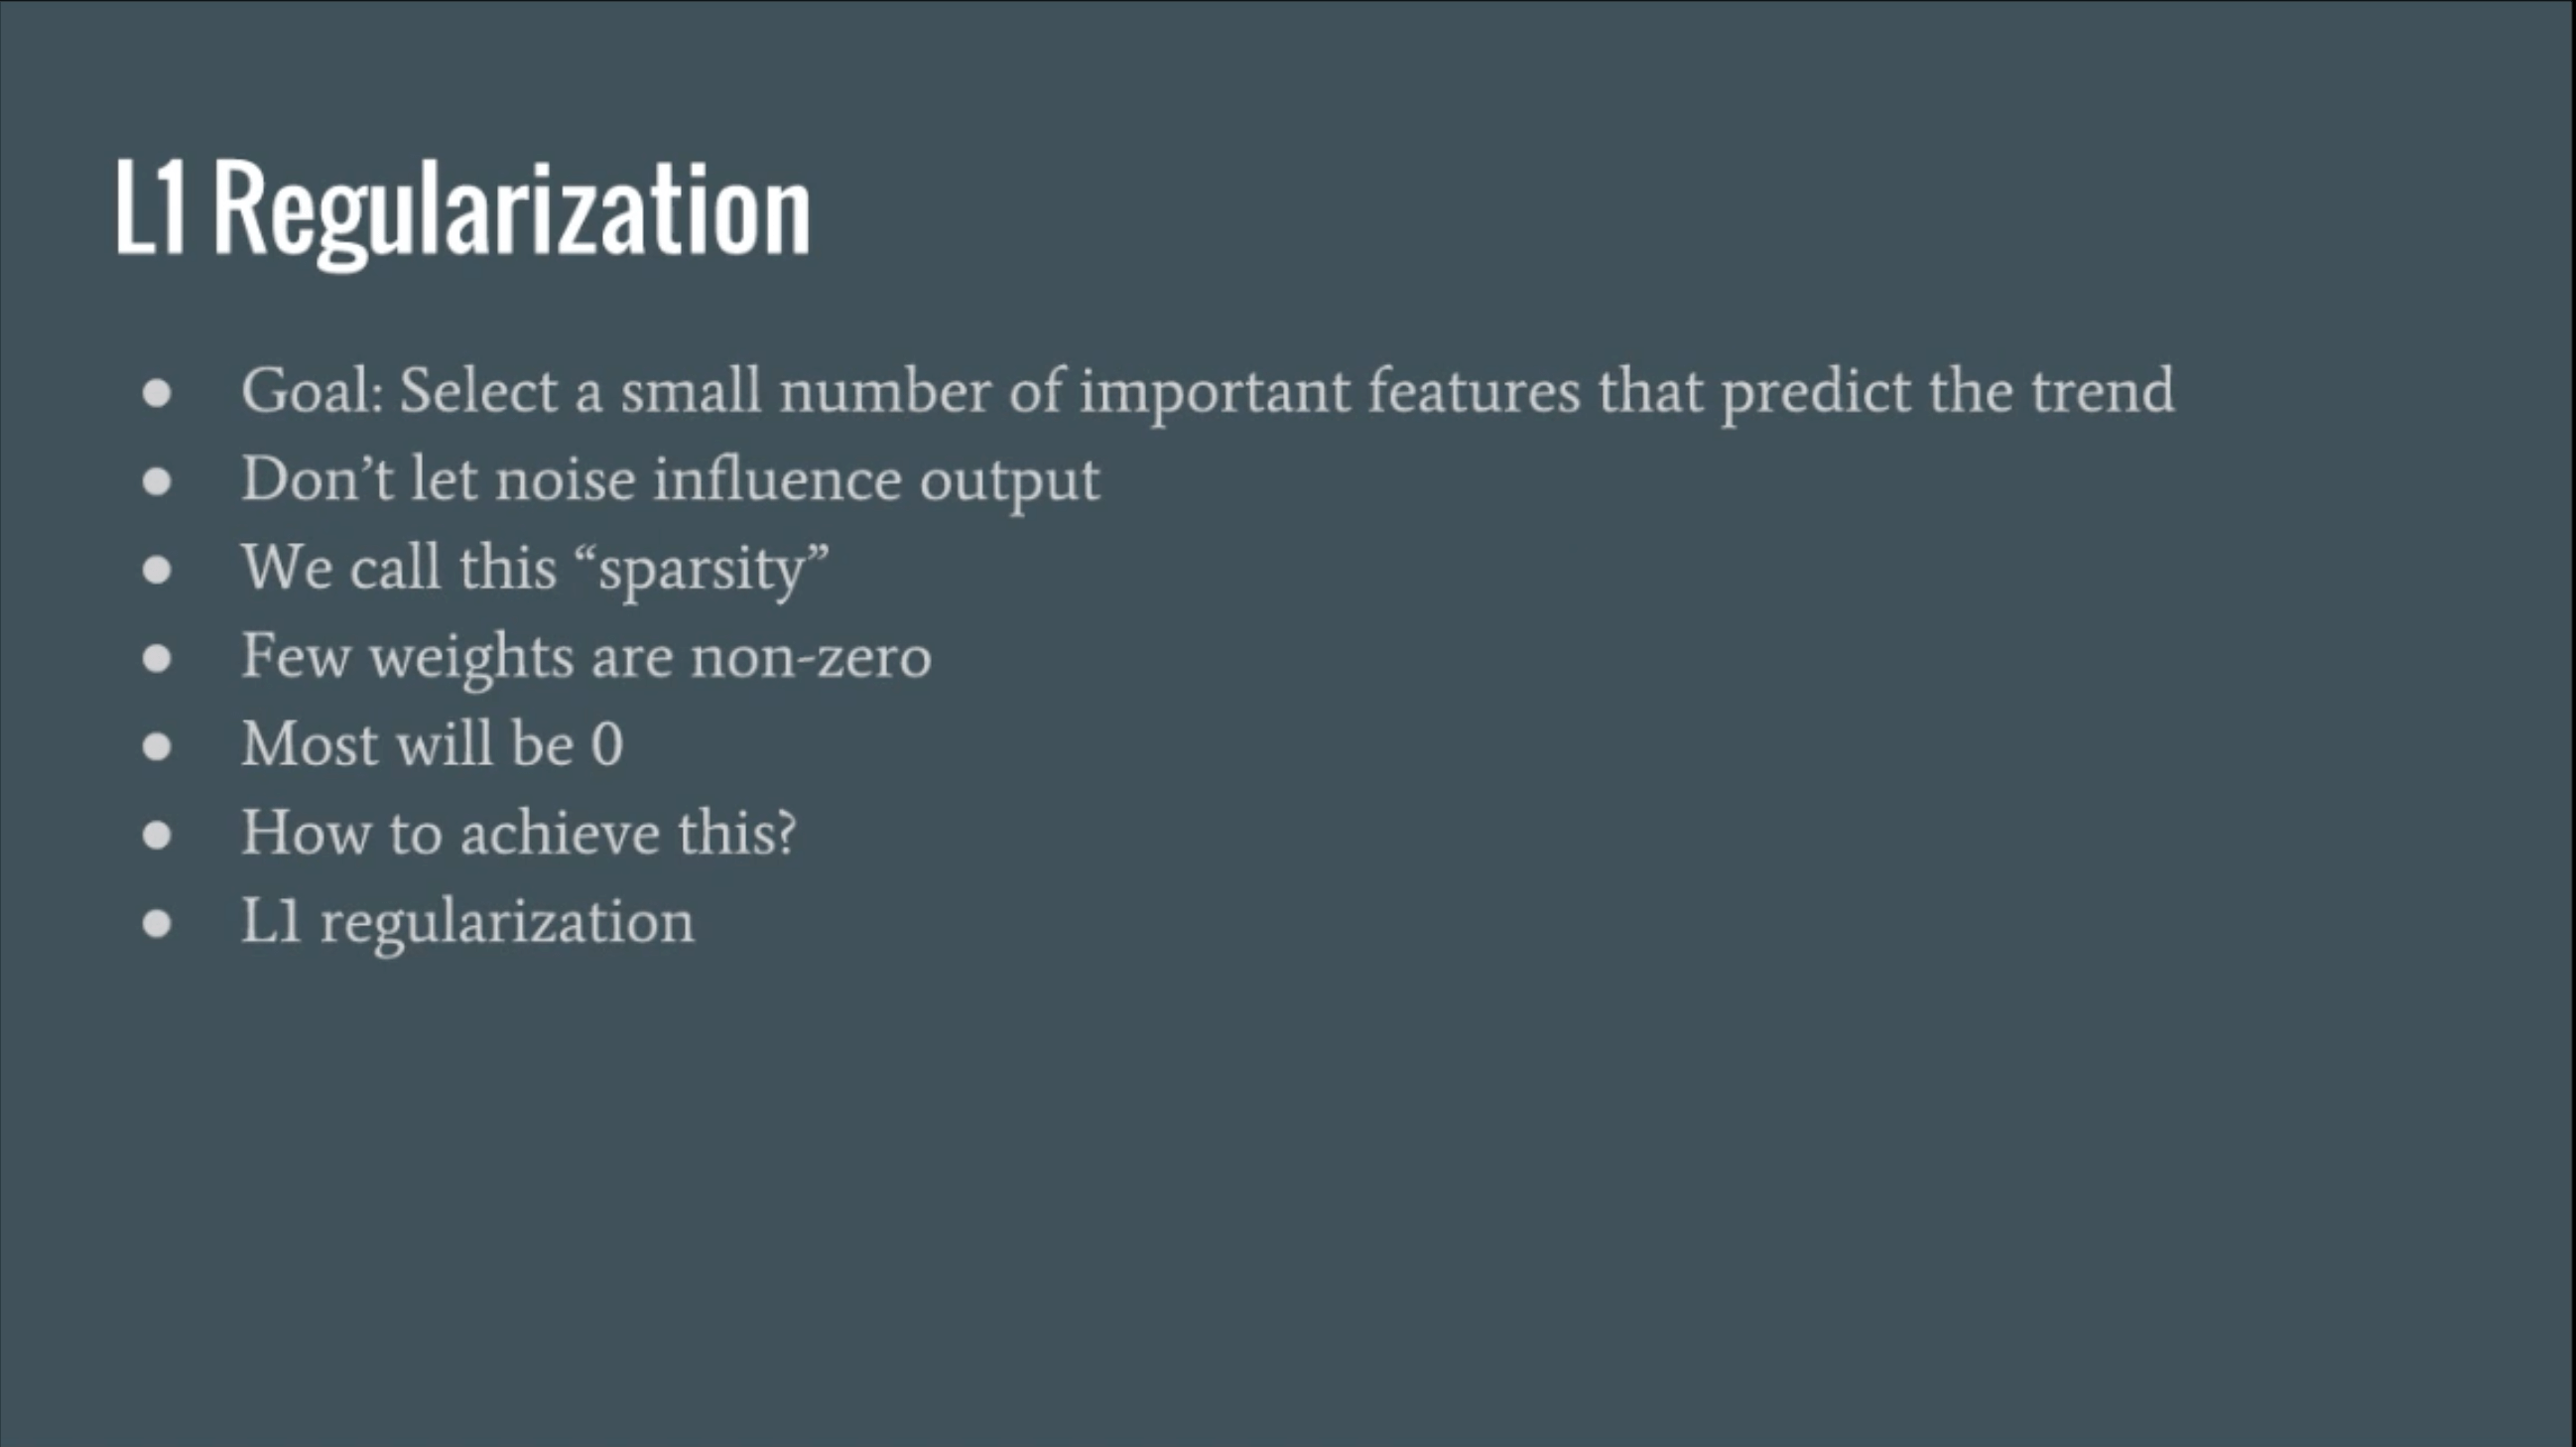 L1 Regularization
● Goal: Select a small number of important features that predict the trend
● Don’t let noise influence output
● We call this “sparsity”
● Few weights are non-zero
● Most will be 0
● How to achieve this?
● L1 regularization